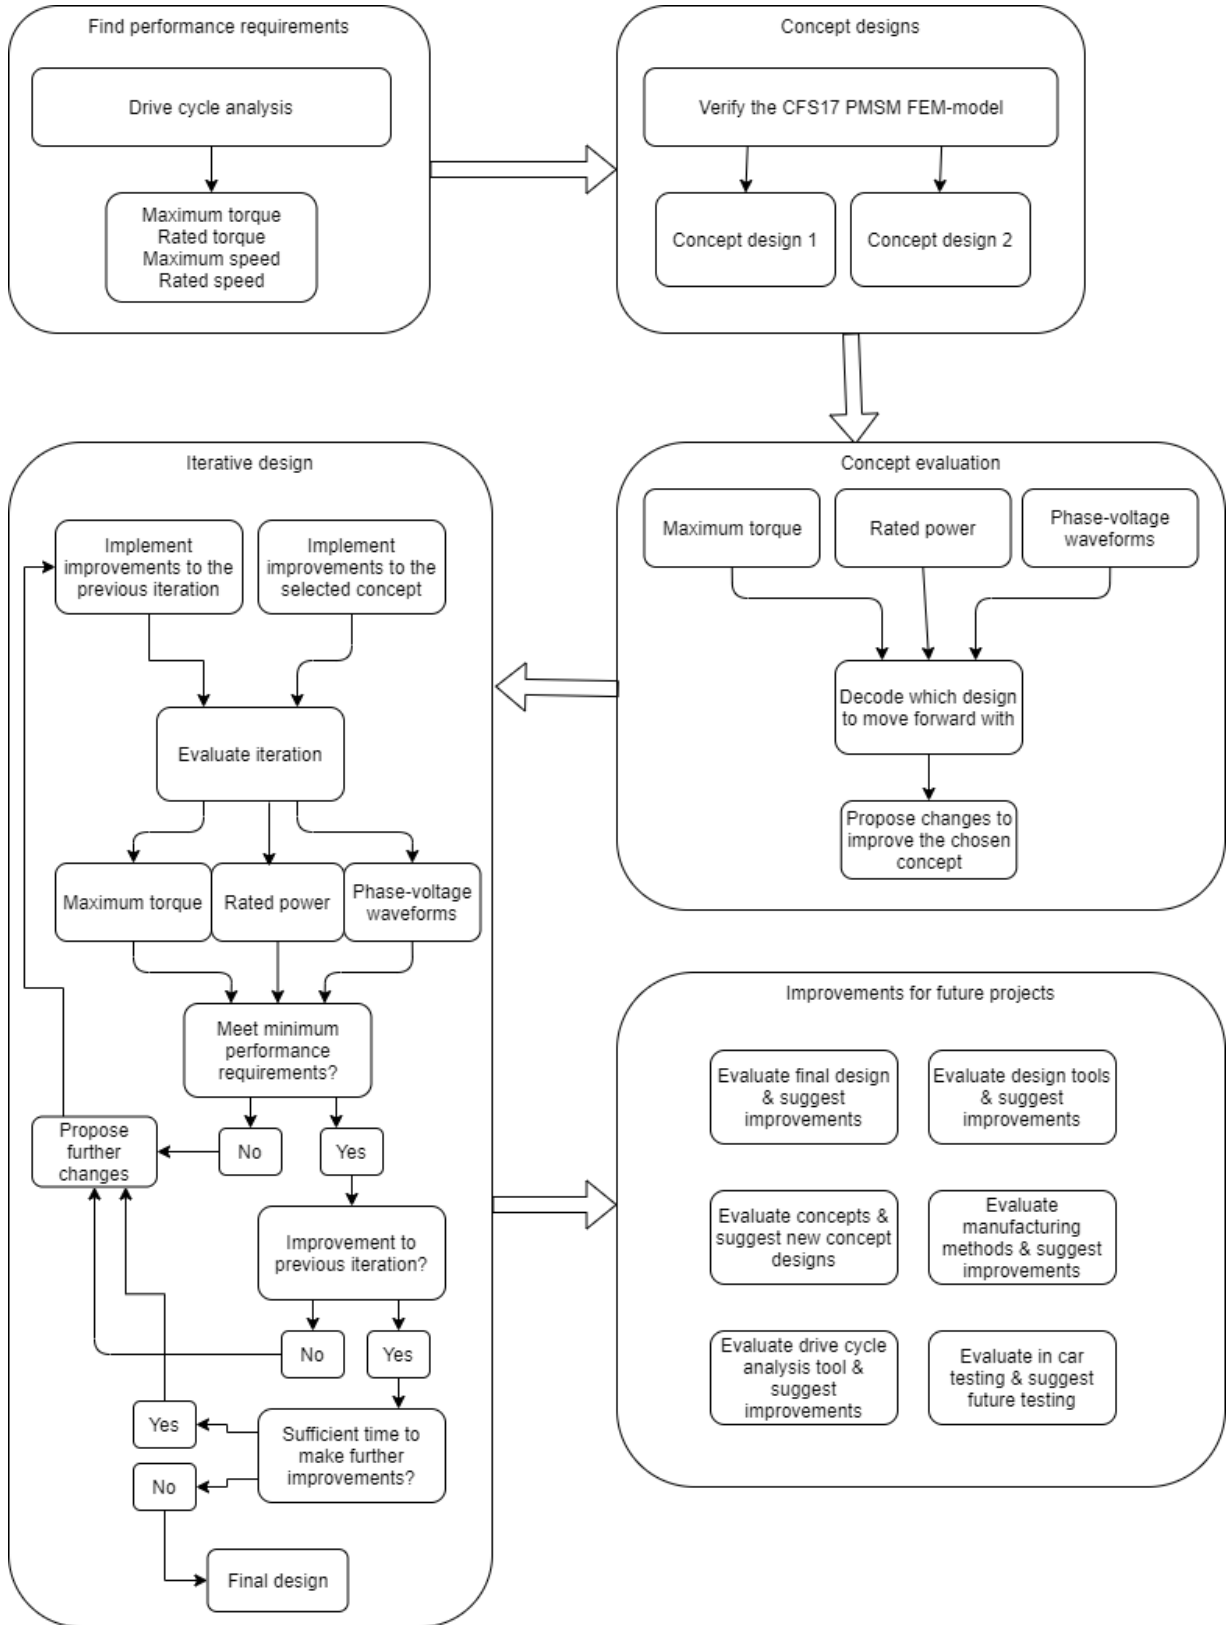 Find performance requirements
Drive cycle analysis
Maximum torque
Rated torque
Maximum speed
Rated speed
Concept designs
Verify the CFS17 PMSM FEM-model
Concept design 1
Concept design 2
Concept evaluation
Maximum torque
Rated power
Phase-voltage
waveforms
Decode which design
to move forward with
Propose changes to
improve the chosen
concept
Iterative design
Implement
improvements to the
previous iteration
Implement
improvements to the
selected concept
Evaluate iteration
Maximum torque
Rated power
Phase-voltage
waveforms
Meet minimum
performance
requirements?
Propose
further
changes
No
Yes
Improvement to
previous iteration?
No
Yes
Sufficient time to
make further
improvements?
Yes
No
Final design
Improvements for future projects
Evaluate final design
& suggest
improvements
Evaluate design tools
& suggest
improvements
Evaluate concepts &
suggest new concept
designs
Evaluate
manufacturing
methods & suggest
improvements
Evaluate drive cycle
analysis tool &
suggest
improvements
Evaluate in car
testing & suggest
future testing